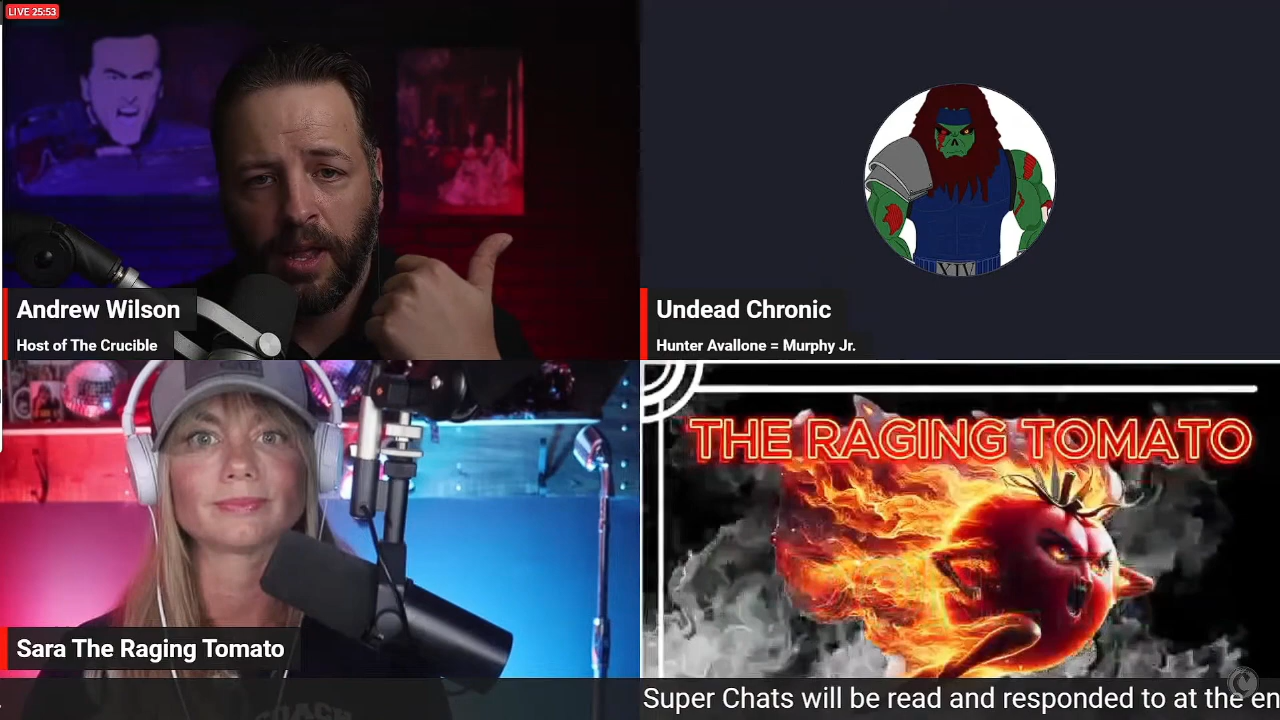 LIVE 25:53
Andrew Wilson
Host of The Crucible
Undead Chronic
Hunter Avallone = Murphy Jr.
XIV
THE RAGING TOMATO
Sara The Raging Tomato
COACH
Super Chats will be read and responded to at the en